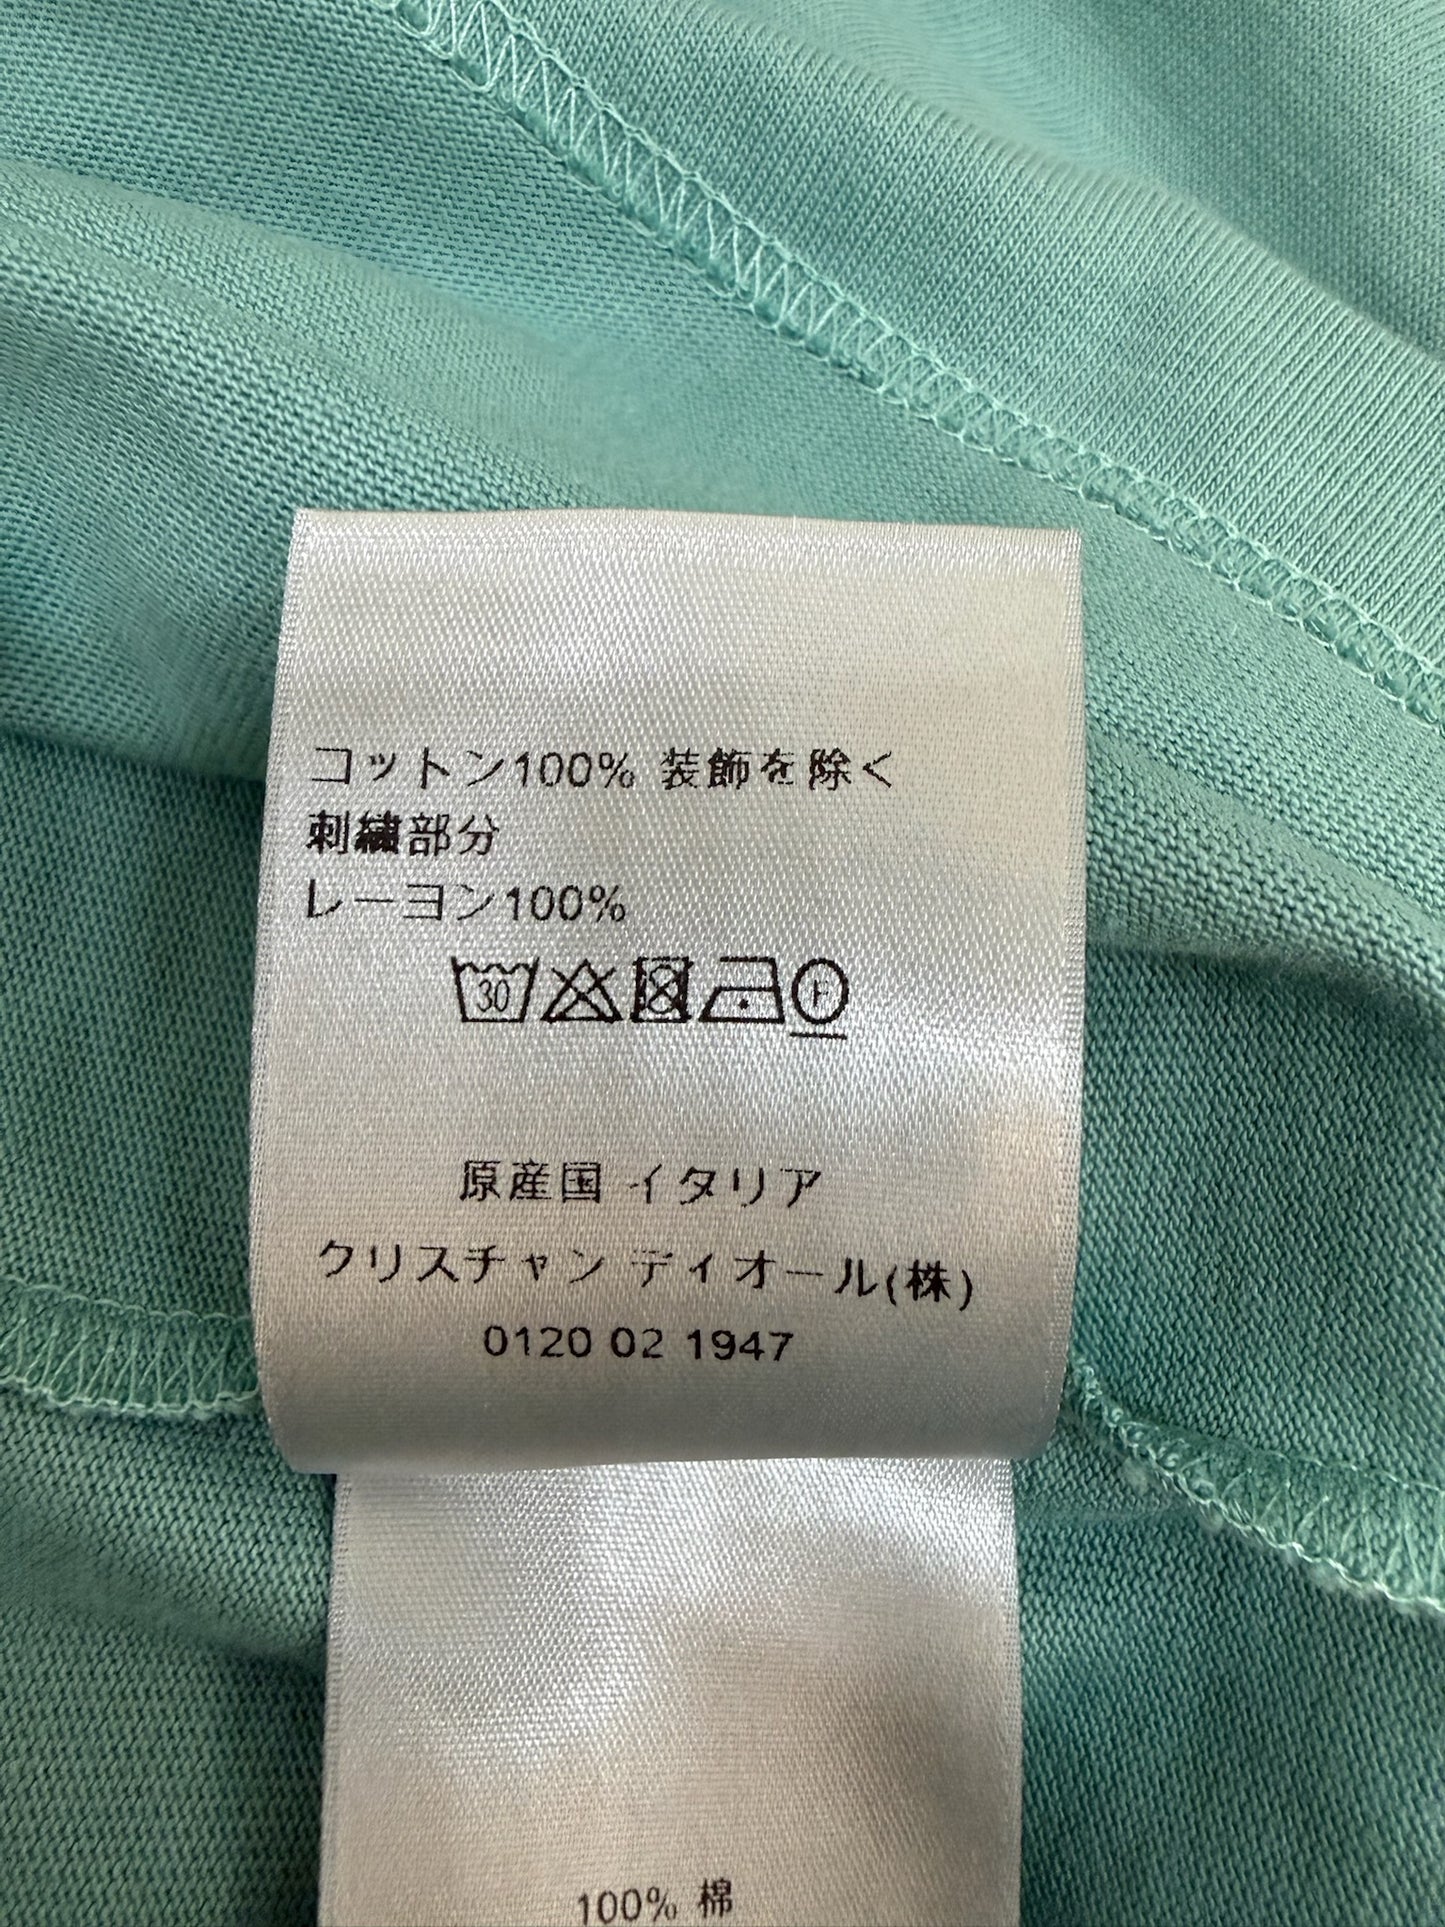 コットン100% 装飾を除く
刺繍部分
レーヨン100%
30
F
原産国 イタリア
クリスチャン ディオール(株)
0120 02 1947
100% 棉